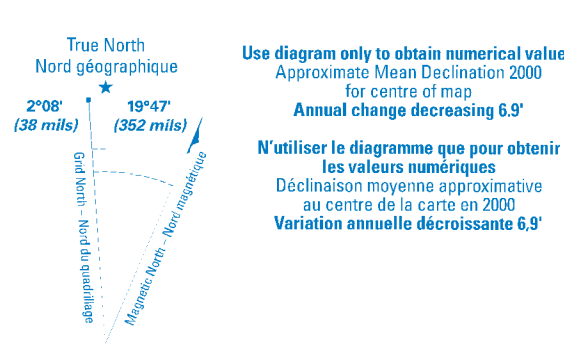 True North
Nord géographique
2°08' 19°47'
(38 mils) (352 mils)
Grid North – Nord du quadrillage
Magnetic North – Nord magnétique
Use diagram only to obtain numerical value
Approximate Mean Declination 2000
for centre of map
Annual change decreasing 6.9'
N'utiliser le diagramme que pour obtenir
les valeurs numériques
Déclinaison moyenne approximative
au centre de la carte en 2000
Variation annuelle décroissante 6,9'